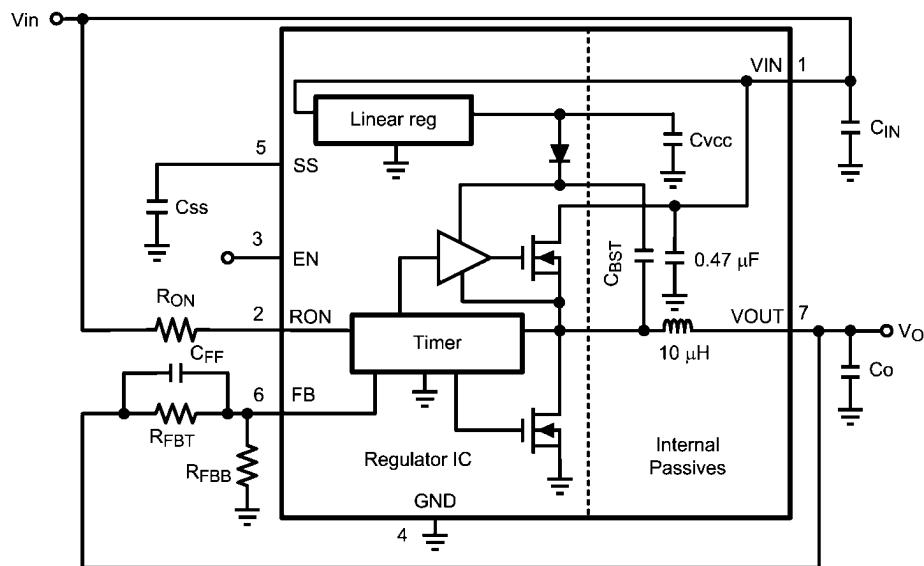 Vin
VIN 1
Linear reg
Cvcc
CIN
5
SS
Css
3
EN
CBST
0.47 μF
RON
2
RON
Timer
VOUT
7
VO
10 μH
CFF
Co
6
FB
RFBT
RFBB
Regulator IC
Internal
Passives
GND
4